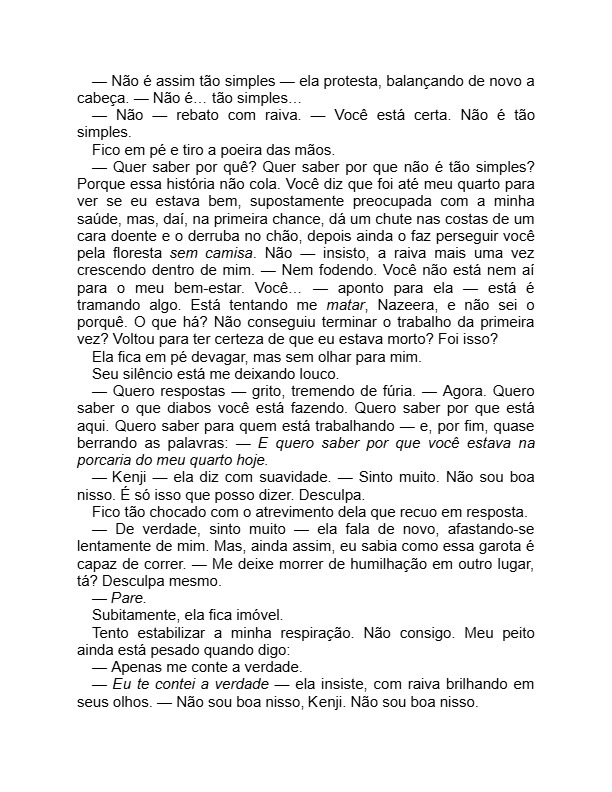 — Não é assim tão simples — ela protesta, balançando de novo a
cabeça. — Não é… tão simples…
— Não — rebato com raiva. — Você está certa. Não é tão
simples.
Fico em pé e tiro a poeira das mãos.
— Quer saber por quê? Quer saber por que não é tão simples?
Porque essa história não cola. Você diz que foi até meu quarto para
ver se eu estava bem, supostamente preocupada com a minha
saúde, mas, daí, na primeira chance, dá um chute nas costas de um
cara doente e o derruba no chão, depois ainda o faz perseguir você
pela floresta sem camisa. Não — insisto, a raiva mais uma vez
crescendo dentro de mim. — Nem fodendo. Você não está nem aí
para o meu bem-estar. Você… — aponto para ela — está é
tramando algo. Está tentando me matar, Nazeera, e não sei o
porquê. O que há? Não conseguiu terminar o trabalho da primeira
vez? Voltou para ter certeza de que eu estava morto? Foi isso?
Ela fica em pé devagar, mas sem olhar para mim.
Seu silêncio está me deixando louco.
— Quero respostas — grito, tremendo de fúria. — Agora. Quero
saber o que diabos você está fazendo. Quero saber por que está
aqui. Quero saber para quem está trabalhando — e, por fim, quase
berrando as palavras: — E quero saber por que você estava na
porcaria do meu quarto hoje.
— Kenji — ela diz com suavidade. — Sinto muito. Não sou boa
nisso. É só isso que posso dizer. Desculpa.
Fico tão chocado com o atrevimento dela que recuo em resposta.
— De verdade, sinto muito — ela fala de novo, afastando-se
lentamente de mim. Mas, ainda assim, eu sabia como essa garota é
capaz de correr. — Me deixe morrer de humilhação em outro lugar,
tá? Desculpa mesmo.
— Pare.
Subitamente, ela fica imóvel.
Tento estabilizar a minha respiração. Não consigo. Meu peito
ainda está pesado quando digo:
— Apenas me conte a verdade.
— Eu te contei a verdade — ela insiste, com raiva brilhando em
seus olhos. — Não sou boa nisso, Kenji. Não sou boa nisso.